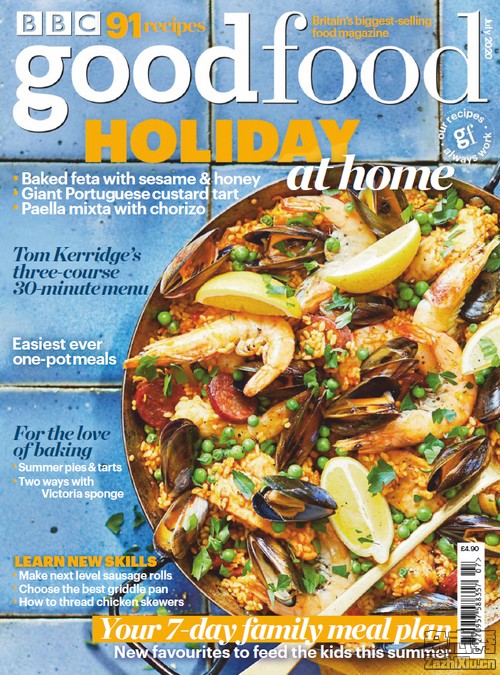 BBC 91 recipes
Britain's biggest-selling
food magazine
July 2020
goodfood
our recipes
gf
always work
HOLIDAY
at home
• Baked feta with sesame & honey
• Giant Portuguese custard tart
• Paella mixta with chorizo
Tom Kerridge's
three-course
30-minute menu
Easiest ever
one-pot meals
For the love
of baking
• Summer pies & tarts
• Two ways with
Victoria sponge
LEARN NEW SKILLS
• Make next level sausage rolls
Choose the best griddle pan
• How to thread chicken skewers
£4.90
07
9 770957 588357
Your 7-day family meal plan
New favourites to feed the kids this summer
ZazhiXiu.cn